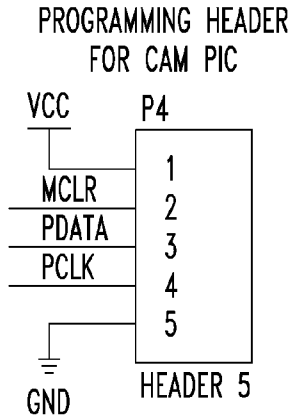 PROGRAMMING HEADER
FOR CAM PIC
VCC
P4
1
MCLR
2
PDATA
3
PCLK
4
5
GND
HEADER 5